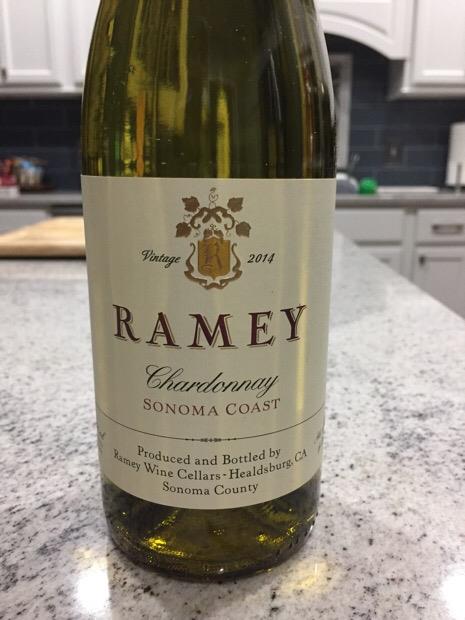 Vintage 2014
RAMEY
Chardonnay
SONOMA COAST
Produced and Bottled by
Ramey Wine Cellars - Healdsburg, CA
Sonoma County